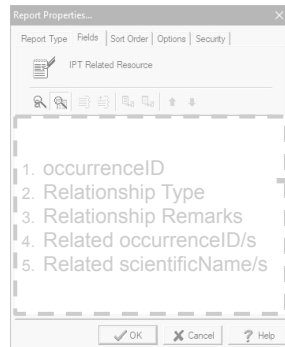 Report Properties...
Report Type Fields Sort Order Options Security
IPT Related Resource
1. occurrenceID
2. Relationship Type
3. Relationship Remarks
4. Related occurrenceID/s
5. Related scientificName/s
OK Cancel ? Help